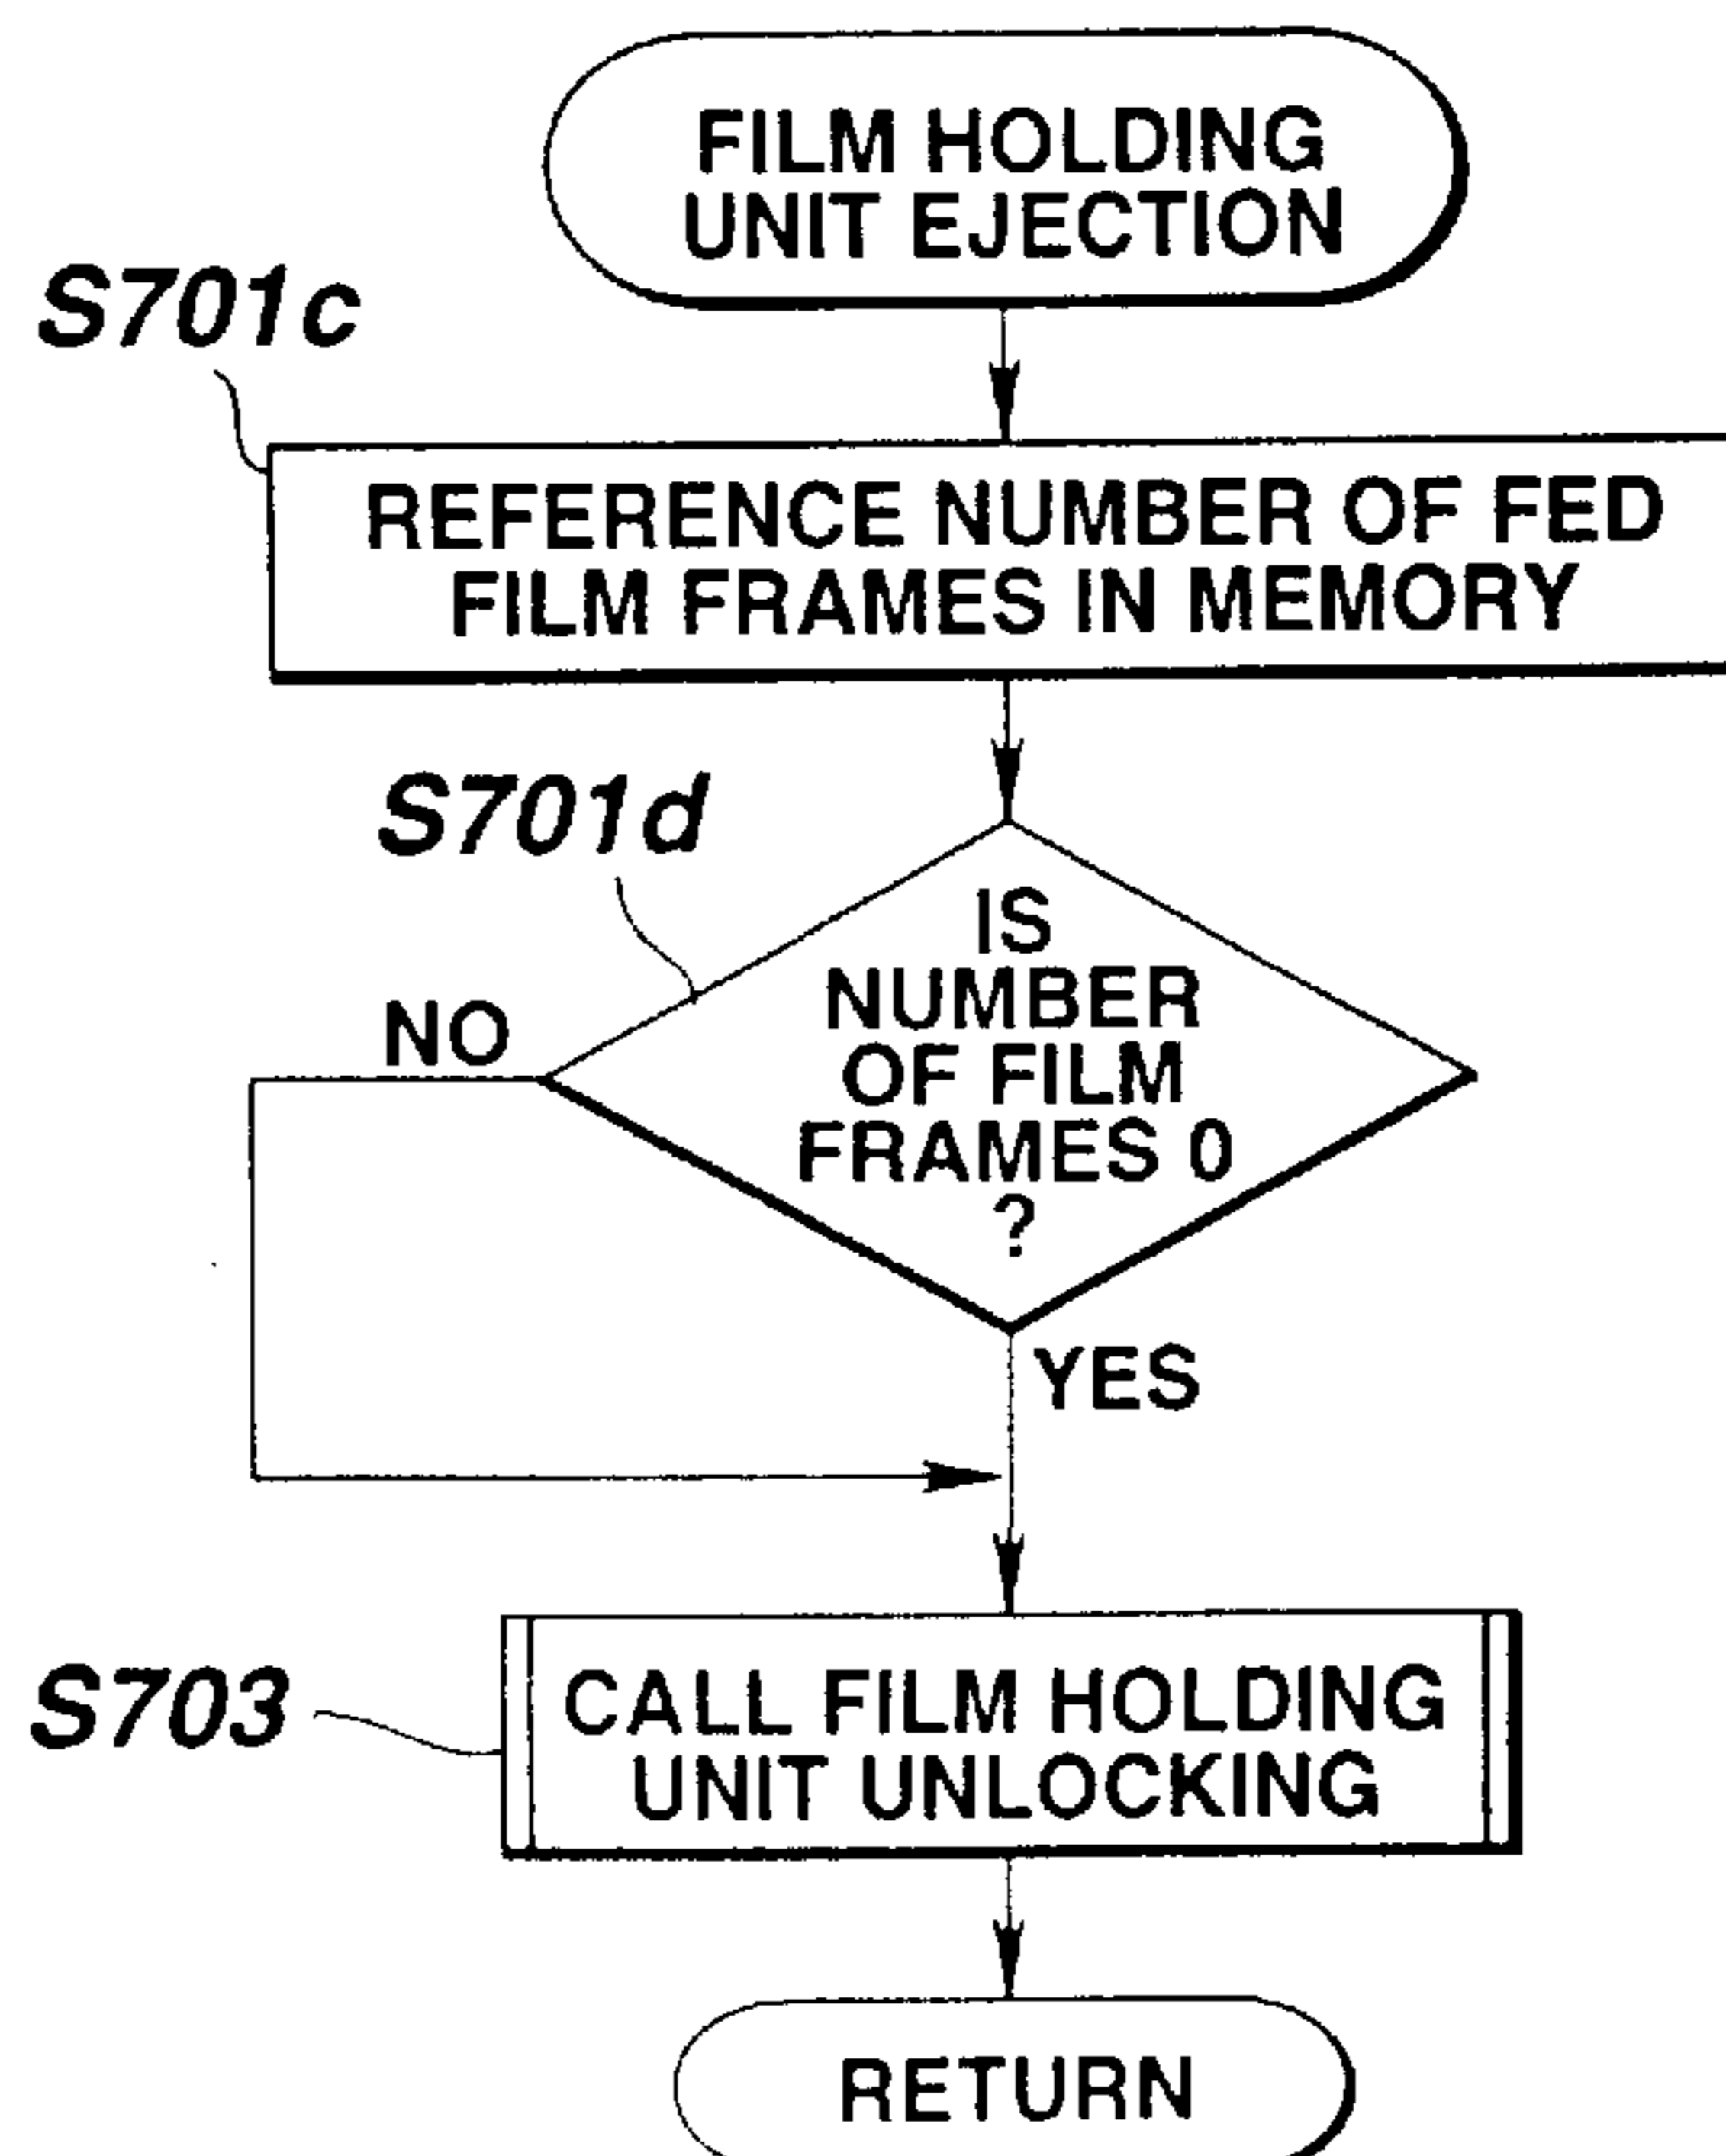 FILM HOLDING
UNIT EJECTION
S701c
REFERENCE NUMBER OF FED
FILM FRAMES IN MEMORY
S701d
IS
NUMBER
OF FILM
FRAMES 0
?
NO
YES
S703
CALL FILM HOLDING
UNIT UNLOCKING
RETURN